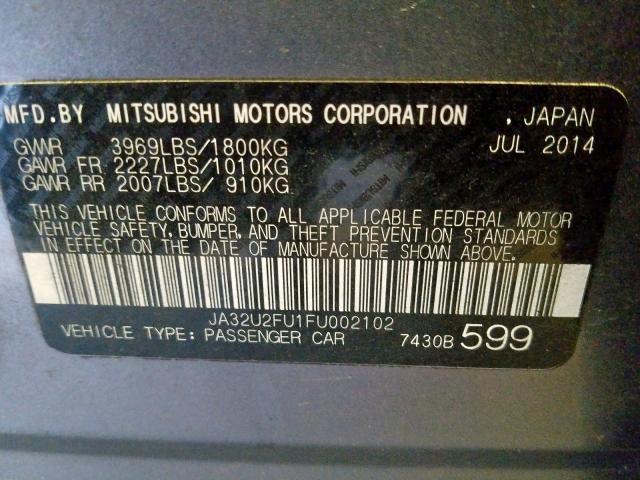 MFD.BY MITSUBISHI MOTORS CORPORATION . JAPAN
GVWR 3969LBS/1800KG JUL 2014
GAWR FR 2227LBS/1010KG
GAWR RR 2007LBS/ 910KG
THIS VEHICLE CONFORMS TO ALL APPLICABLE FEDERAL MOTOR
VEHICLE SAFETY, BUMPER, AND THEFT PREVENTION STANDARDS
IN EFFECT ON THE DATE OF MANUFACTURE SHOWN ABOVE.
JA32U2FU1FU002102
VEHICLE TYPE: PASSENGER CAR 7430B 599